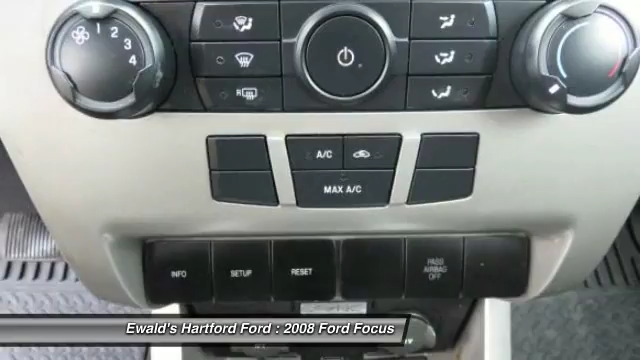 1 2
3
4
R
A/C
MAX A/C
INFO SETUP RESET
PASS
AIRBAG
OFF
Ewald's Hartford Ford : 2008 Ford Focus